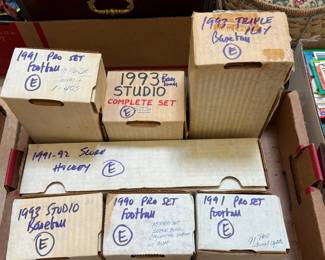 1991 PRO SET
Football
E
1993
STUDIO
COMPLETE SET
E
1992 TRIPLE
PLAY
Baseball
E
1991-92 Score
Hockey
E
1993 STUDIO
Baseball
E
1990 PRO SET
Football
E
1991 PRO SET
Football
E